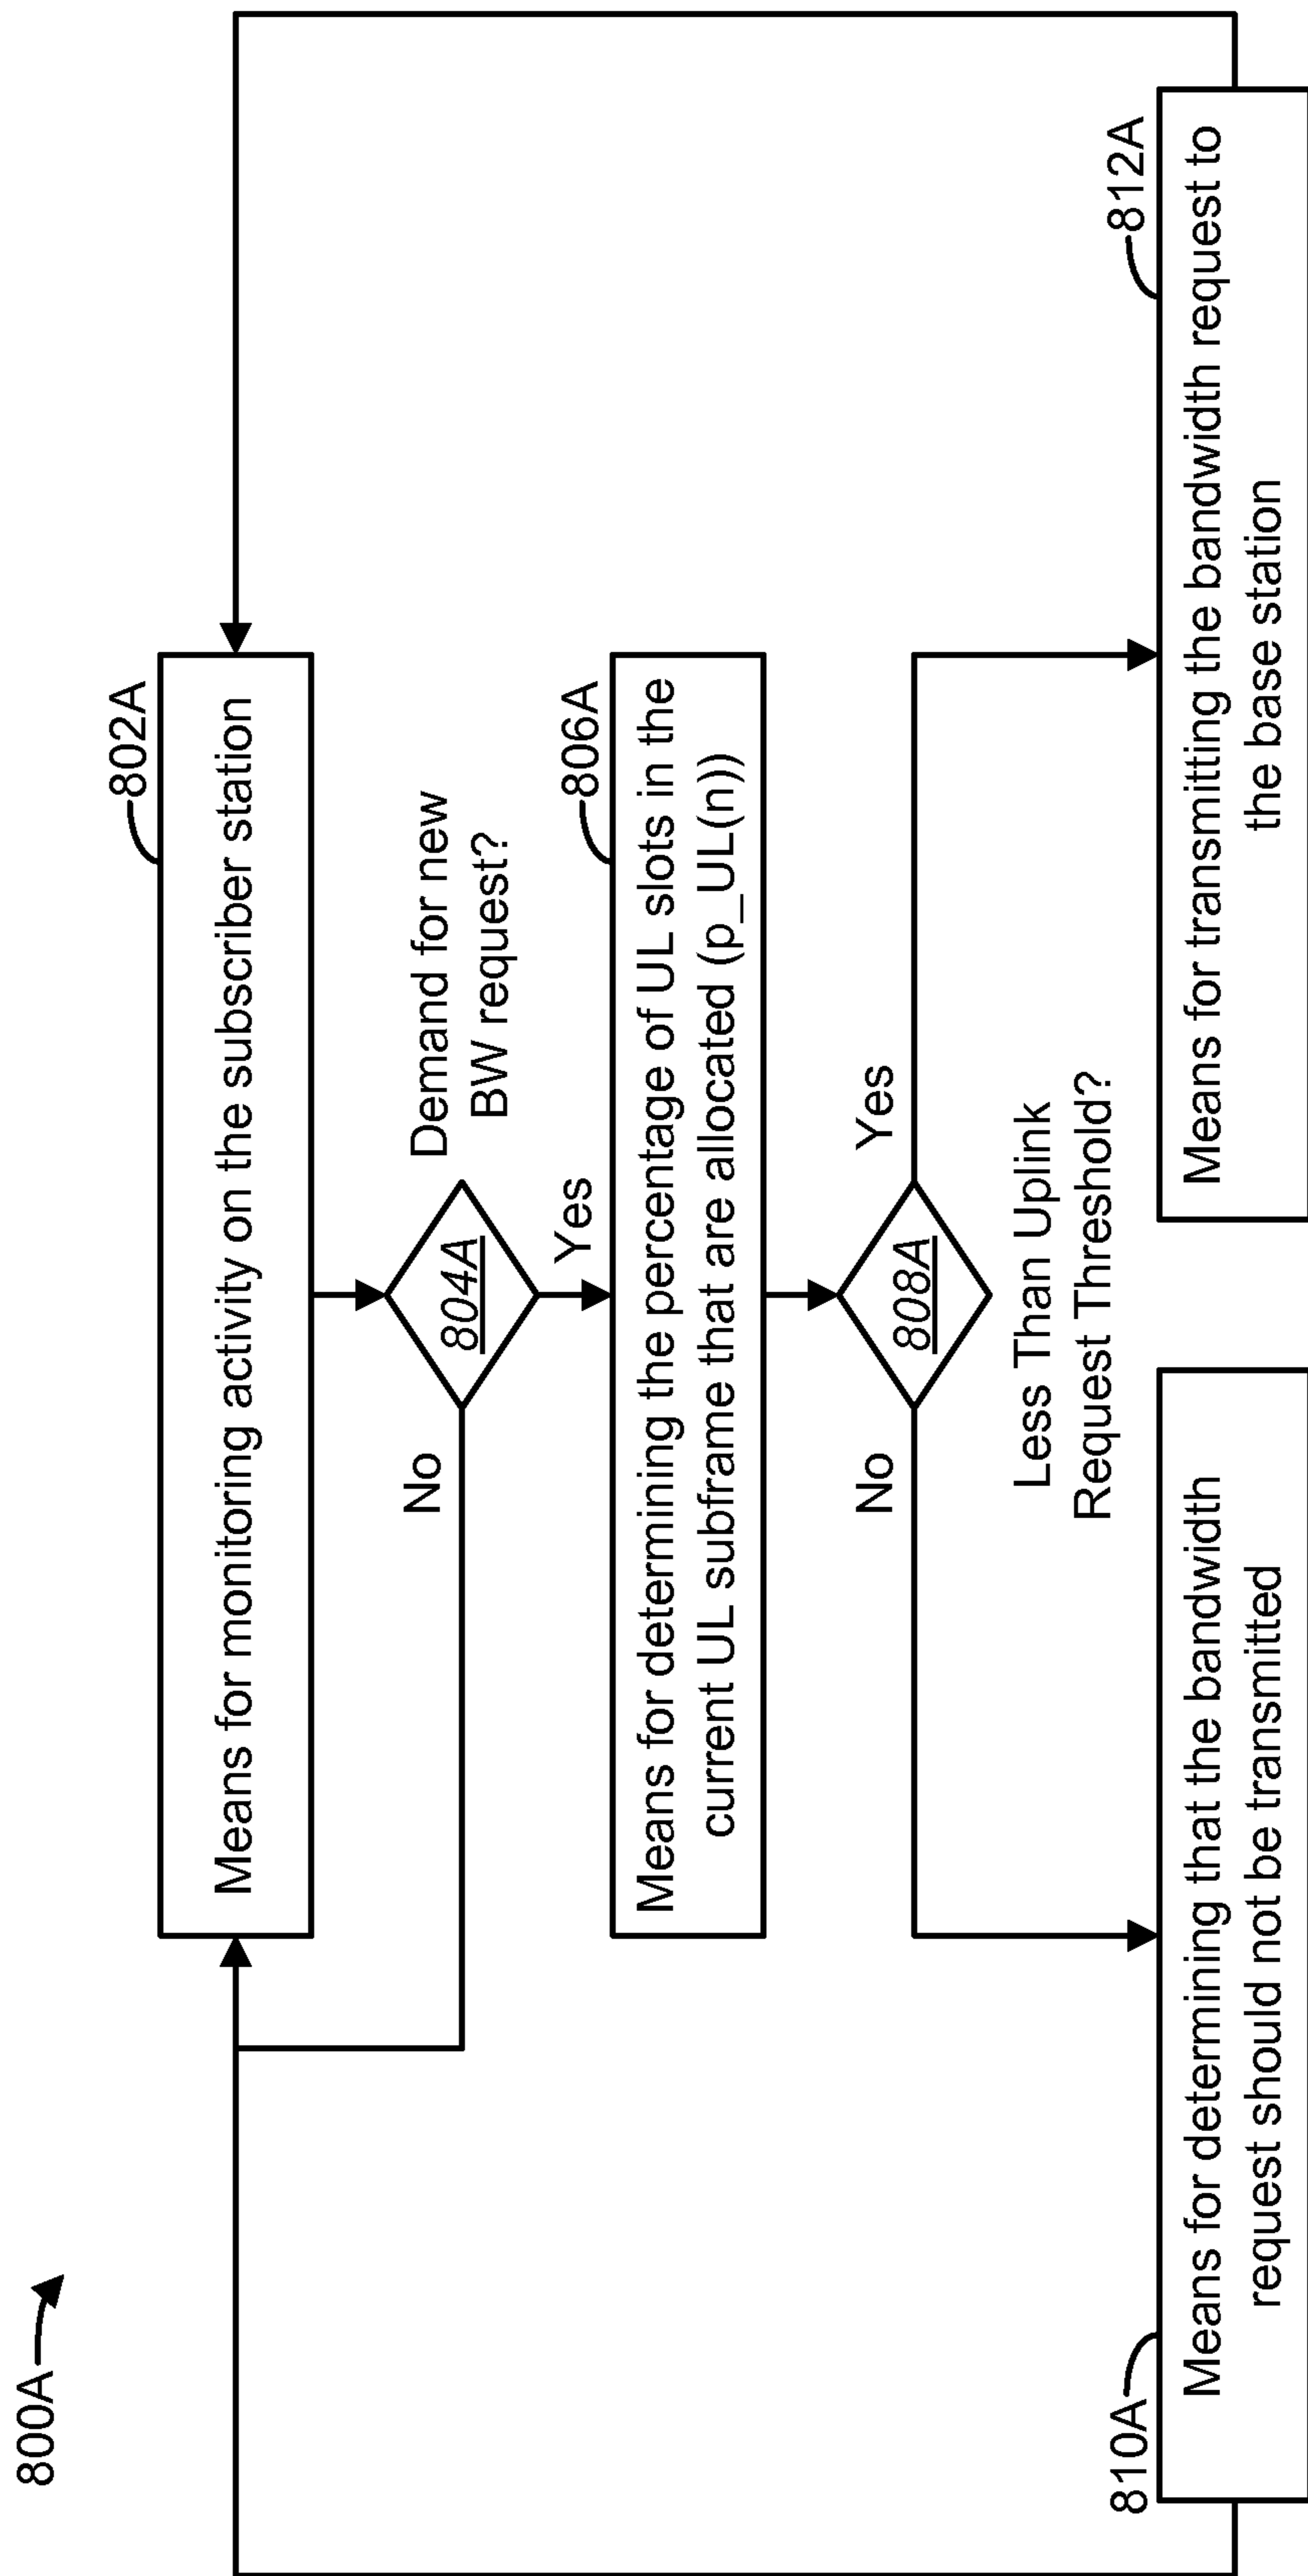 800A
802A
Means for monitoring activity on the subscriber station
Demand for new
BW request?
804A
No
Yes
806A
Means for determining the percentage of UL slots in the
current UL subframe that are allocated (p_UL(n))
808A
No
Yes
Less Than Uplink
Request Threshold?
810A
Means for determining that the bandwidth
request should not be transmitted
812A
Means for transmitting the bandwidth request to
the base station